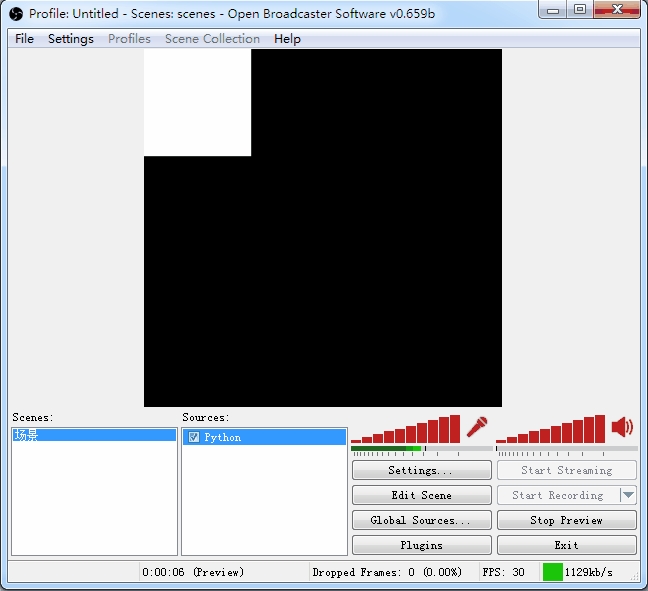 Profile: Untitled - Scenes: scenes - Open Broadcaster Software v0.659b
File Settings Profiles Scene Collection Help
Scenes:
场景
Sources:
Python
Settings...
Start Streaming
Edit Scene
Start Recording
Global Sources...
Stop Preview
Plugins
Exit
0:00:06 (Preview)
Dropped Frames: 0 (0.00%)
FPS: 30
1129kb/s